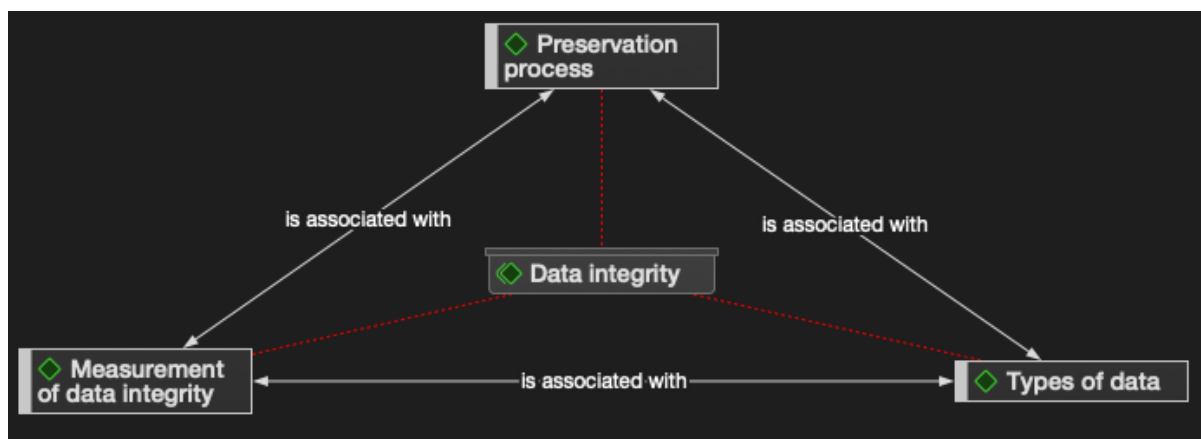 Preservation
process
is associated with
is associated with
Data integrity
Measurement
of data integrity
is associated with
Types of data